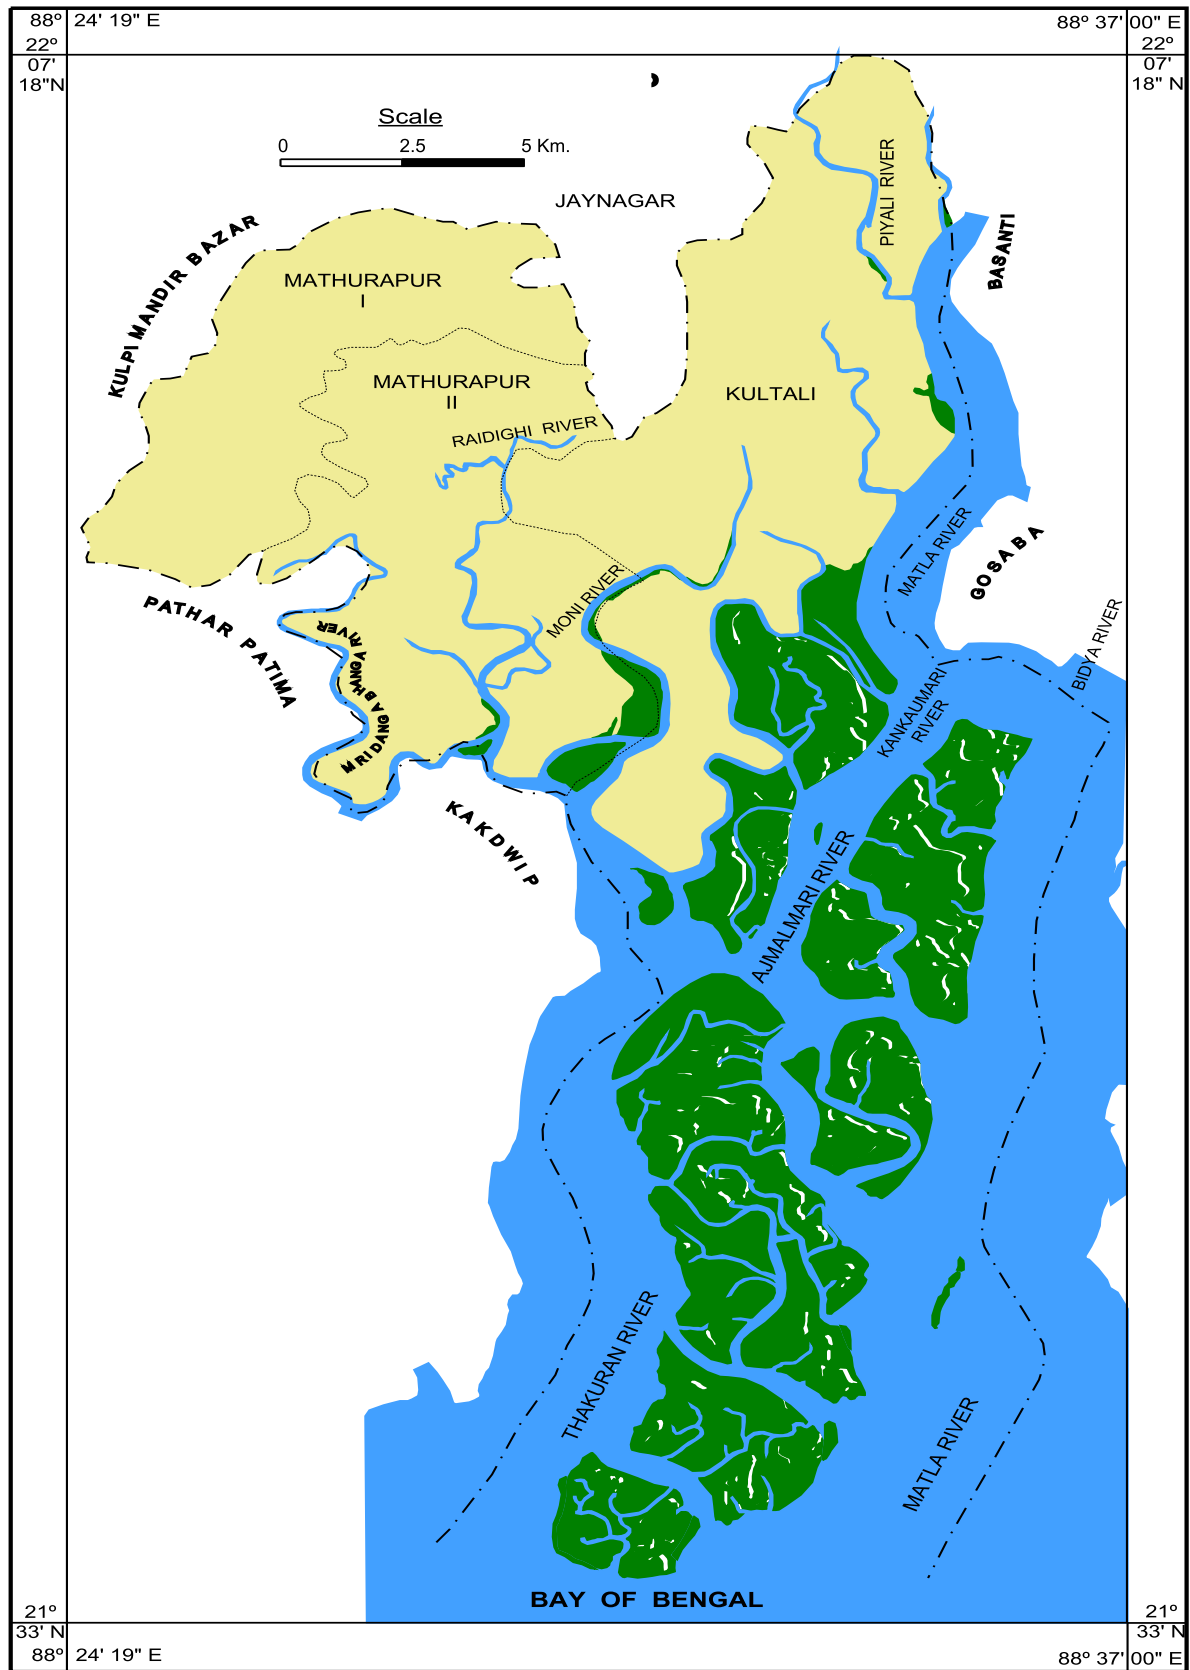 88° 24' 19" E
88° 37' 00" E
22°
07'
18"N
22°
07'
18" N
Scale
0 2.5 5 Km.
JAYNAGAR
PIYALI RIVER
BASANTI
KULPI MANDIR BAZAR
MATHURAPUR
I
MATHURAPUR
II
KULTALI
RAIDIGHI RIVER
MATLA RIVER
GOSABA
MONI RIVER
PATHAR PATIMA
MRIDANGABHANGA RIVER
BIDYA RIVER
KANKAUMARI
RIVER
KAKDWIP
AJMALMARI RIVER
THAKURAN RIVER
MATLA RIVER
BAY OF BENGAL
21°
33' N
21°
33' N
88° 24' 19" E
88° 37' 00" E